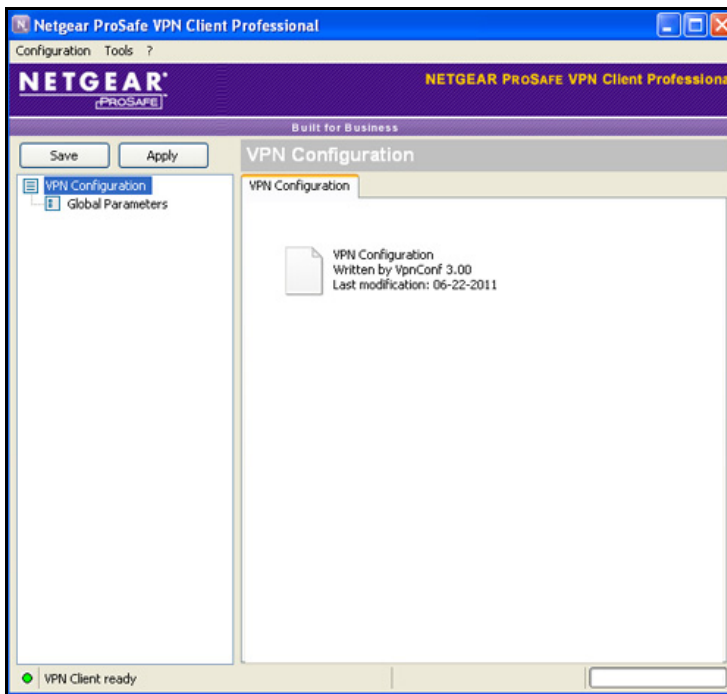 Netgear ProSafe VPN Client Professional
Configuration Tools ?
NETGEAR®
PROSAFE
NETGEAR PROSAFE VPN Client Professiona
Built for Business
Save Apply
VPN Configuration
VPN Configuration
Global Parameters
VPN Configuration
VPN Configuration
Written by VpnConf 3.00
Last modification: 06-22-2011
VPN Client ready